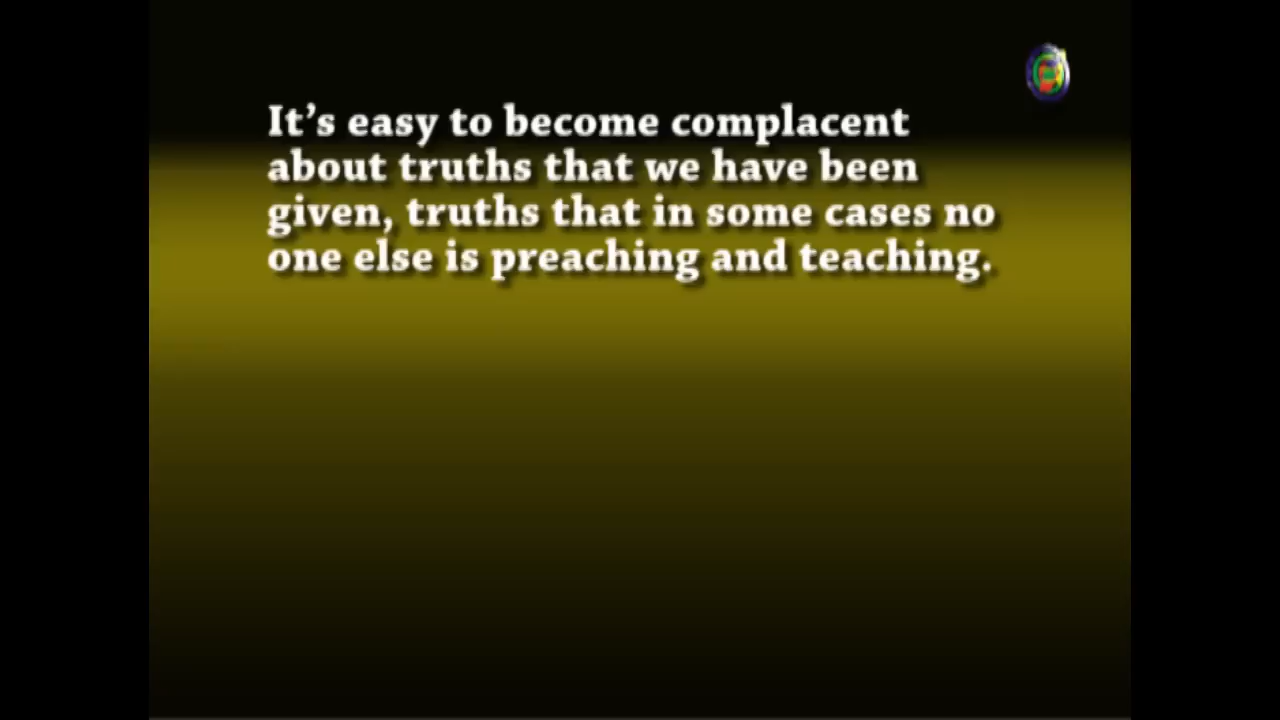 It’s easy to become complacent
about truths that we have been
given, truths that in some cases no
one else is preaching and teaching.